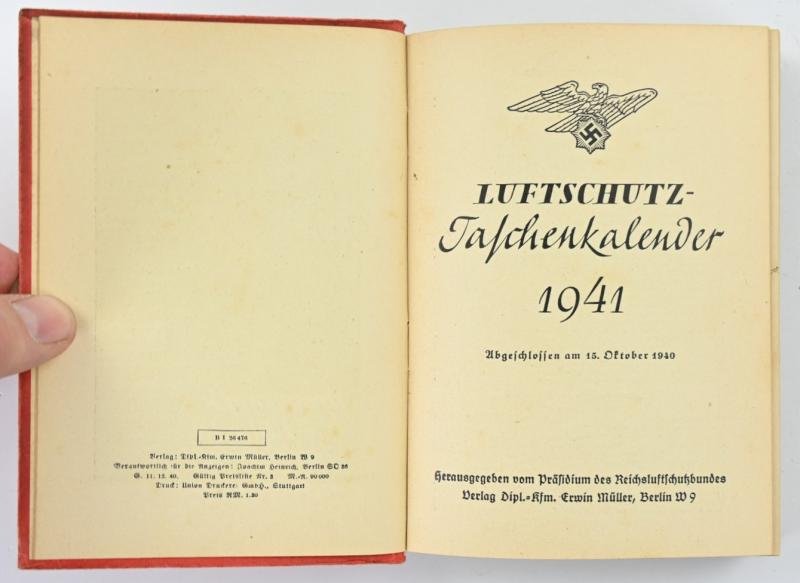 B I 26476
Verlag: Dipl.-Kfm. Erwin Müller, Berlin W 9
Verantwortlich für die Anzeigen: Joachim Heinrich, Berlin SO 36
G. 11. 12. 40. Gültig Preisliste Nr. 3 M.-R. 90 000
Druck: Union Druckerei GmbH., Stuttgart
Preis RM. 1.30
LUFTSCHUTZ-
Taschenkalender
1941
Abgeschlossen am 15. Oktober 1940
Herausgegeben vom Präsidium des Reichsluftschutzbundes
Verlag Dipl.-Kfm. Erwin Müller, Berlin W 9